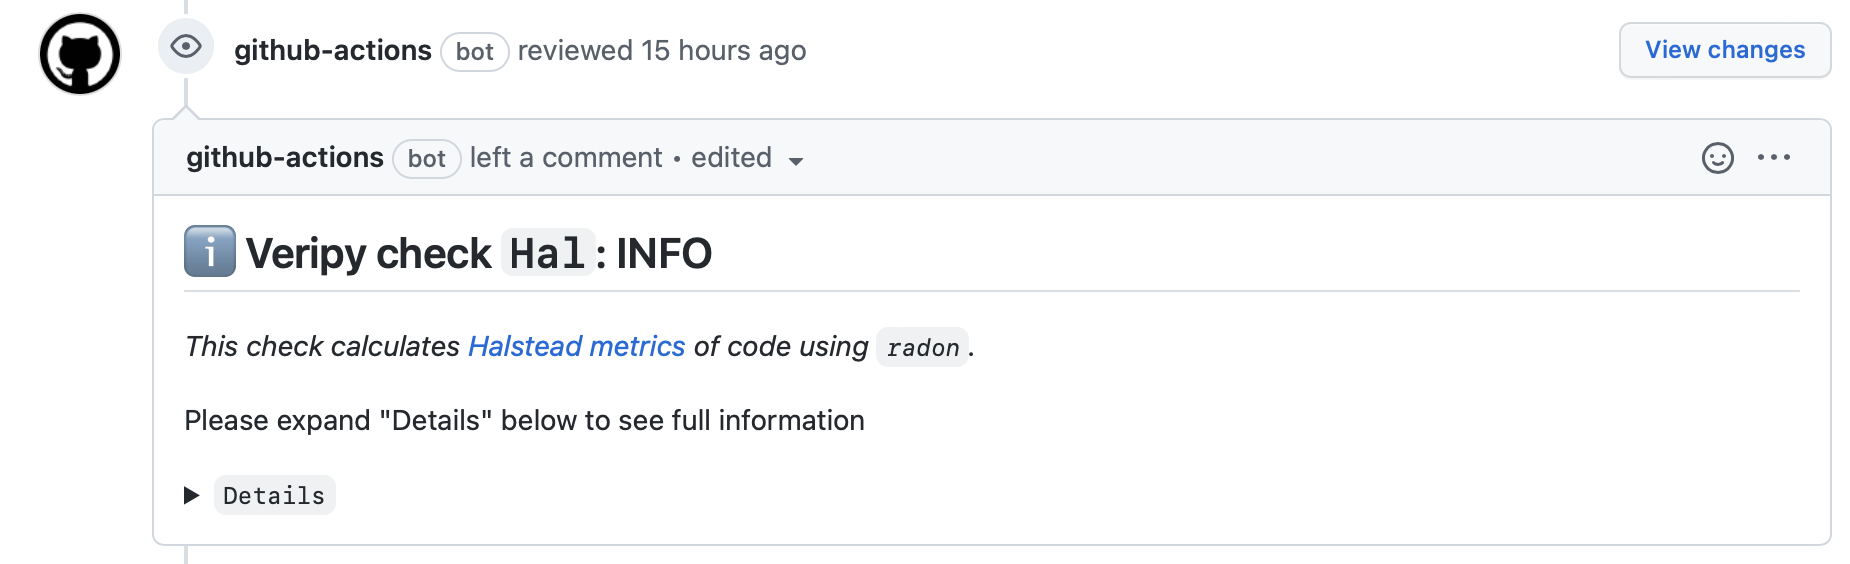 github-actions bot reviewed 15 hours ago
View changes
github-actions bot left a comment • edited
i Veripy check Hal: INFO
This check calculates Halstead metrics of code using radon.
Please expand "Details" below to see full information
Details